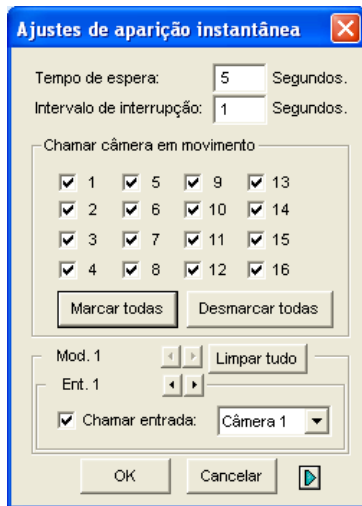 Ajustes de aparição instantânea
Tempo de espera: 5 Segundos.
Intervalo de interrupção: 1 Segundos.
Chamar câmera em movimento
1 5 9 13
2 6 10 14
3 7 11 15
4 8 12 16
Marcar todas Desmarcar todas
Mod. 1 Limpar tudo
Ent. 1
Chamar entrada: Câmera 1
OK Cancelar